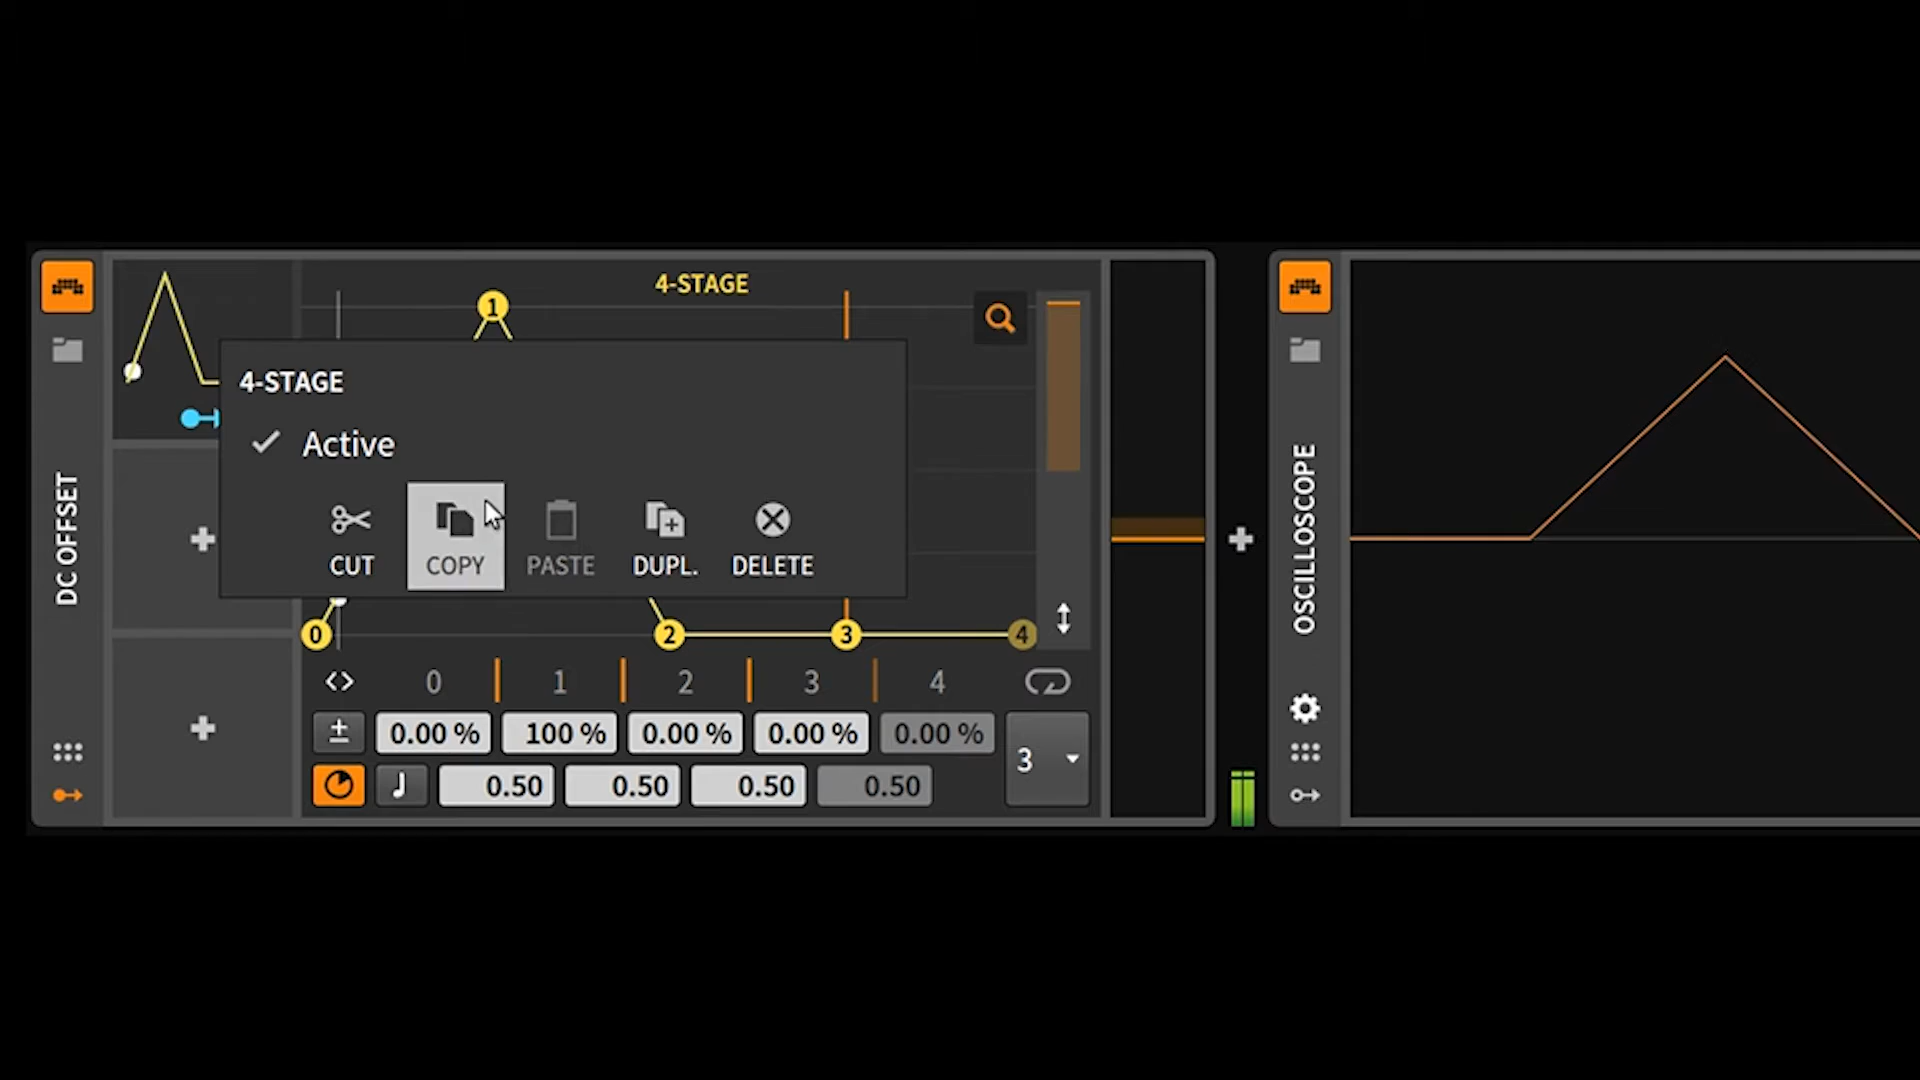 DC OFFSET
4-STAGE
1
4-STAGE
Active
CUT COPY PASTE DUPL. DELETE
0 2 3 4
<> 0 1 2 3 4
± 0.00 % 100 % 0.00 % 0.00 % 0.00 %
0.50 0.50 0.50 0.50
3
OSCILLOSCOPE